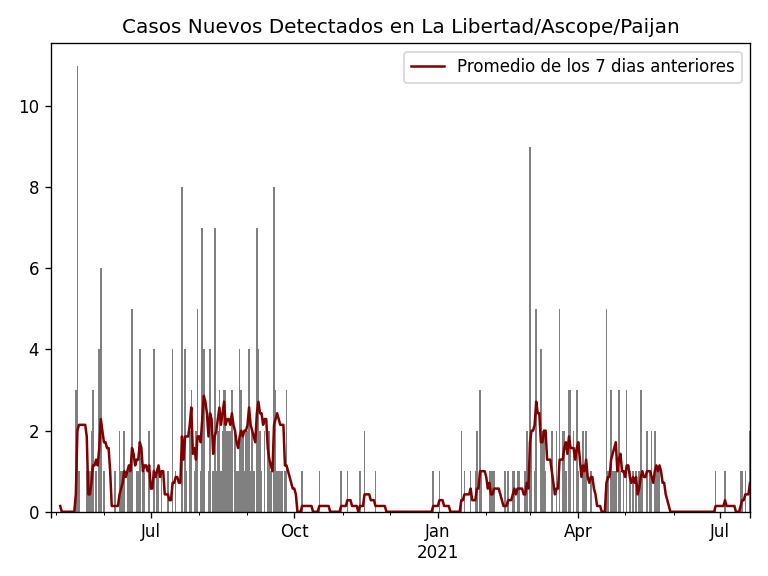 Casos Nuevos Detectados en La Libertad/Ascope/Paijan
Promedio de los 7 dias anteriores
10
8
6
4
2
0
Jul
Oct
Jan
2021
Apr
Jul